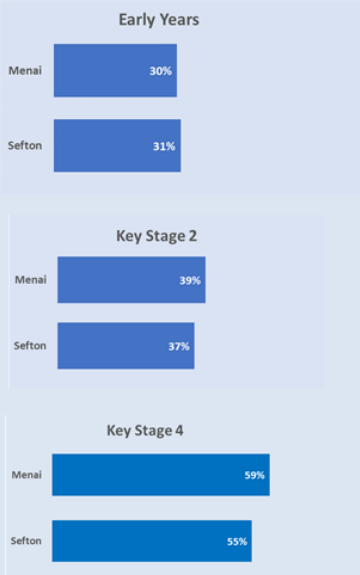 Early Years
Menai
30%
Sefton
31%
Key Stage 2
Menai
39%
Sefton
37%
Key Stage 4
Menai
59%
Sefton
55%